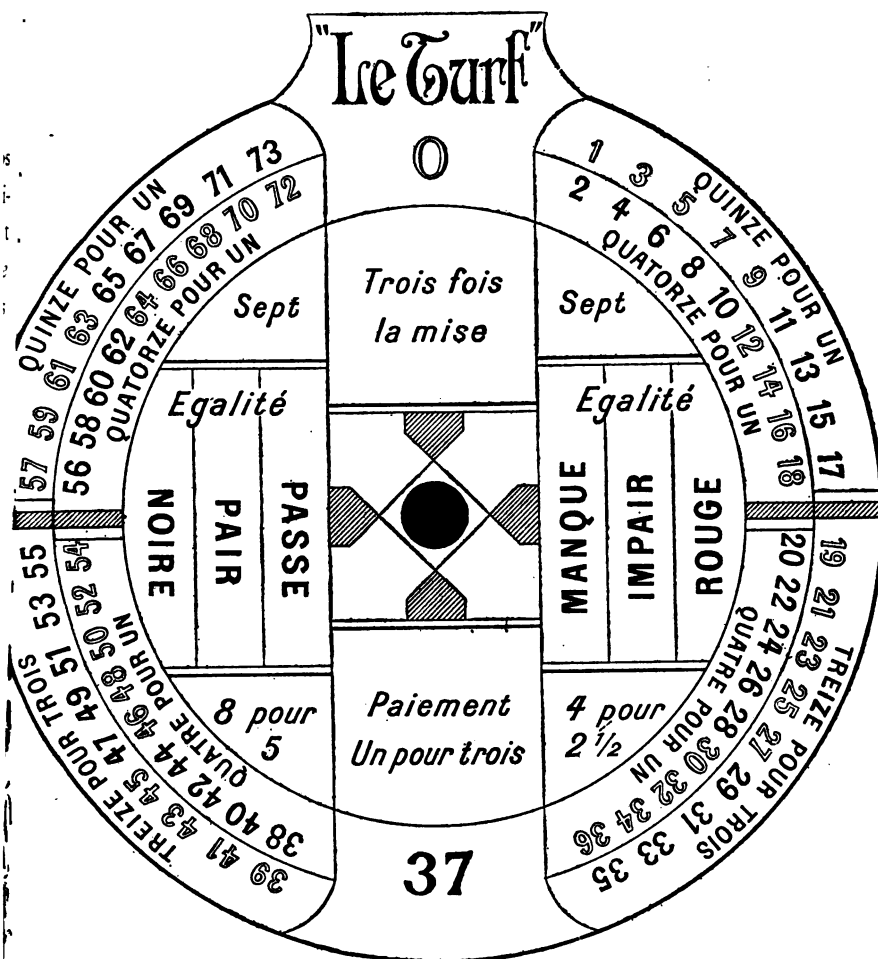 "Le Turf"
0
QUINZE POUR UN
57 59 61 63 65 67 69 71 73
56 58 60 62 64 66 68 70 72
QUATORZE POUR UN
1 3 5 7 9 11 13 15 17
QUINZE POUR UN
2 4 6 8 10 12 14 16 18
QUATORZE POUR UN
Sept
Trois fois
la mise
Sept
Egalité
NOIRE
PAIR
PASSE
Egalité
MANQUE
IMPAIR
ROUGE
39 41 43 45 47 49 51 53 55
TREIZE POUR TROIS
38 40 42 44 46 48 50 52 54
QUATRE POUR UN
19 21 23 25 27 29 31 33 35
TREIZE POUR TROIS
20 22 24 26 28 30 32 34 36
QUATRE POUR UN
8 pour
5
Paiement
Un pour trois
4 pour
2 1/2
37